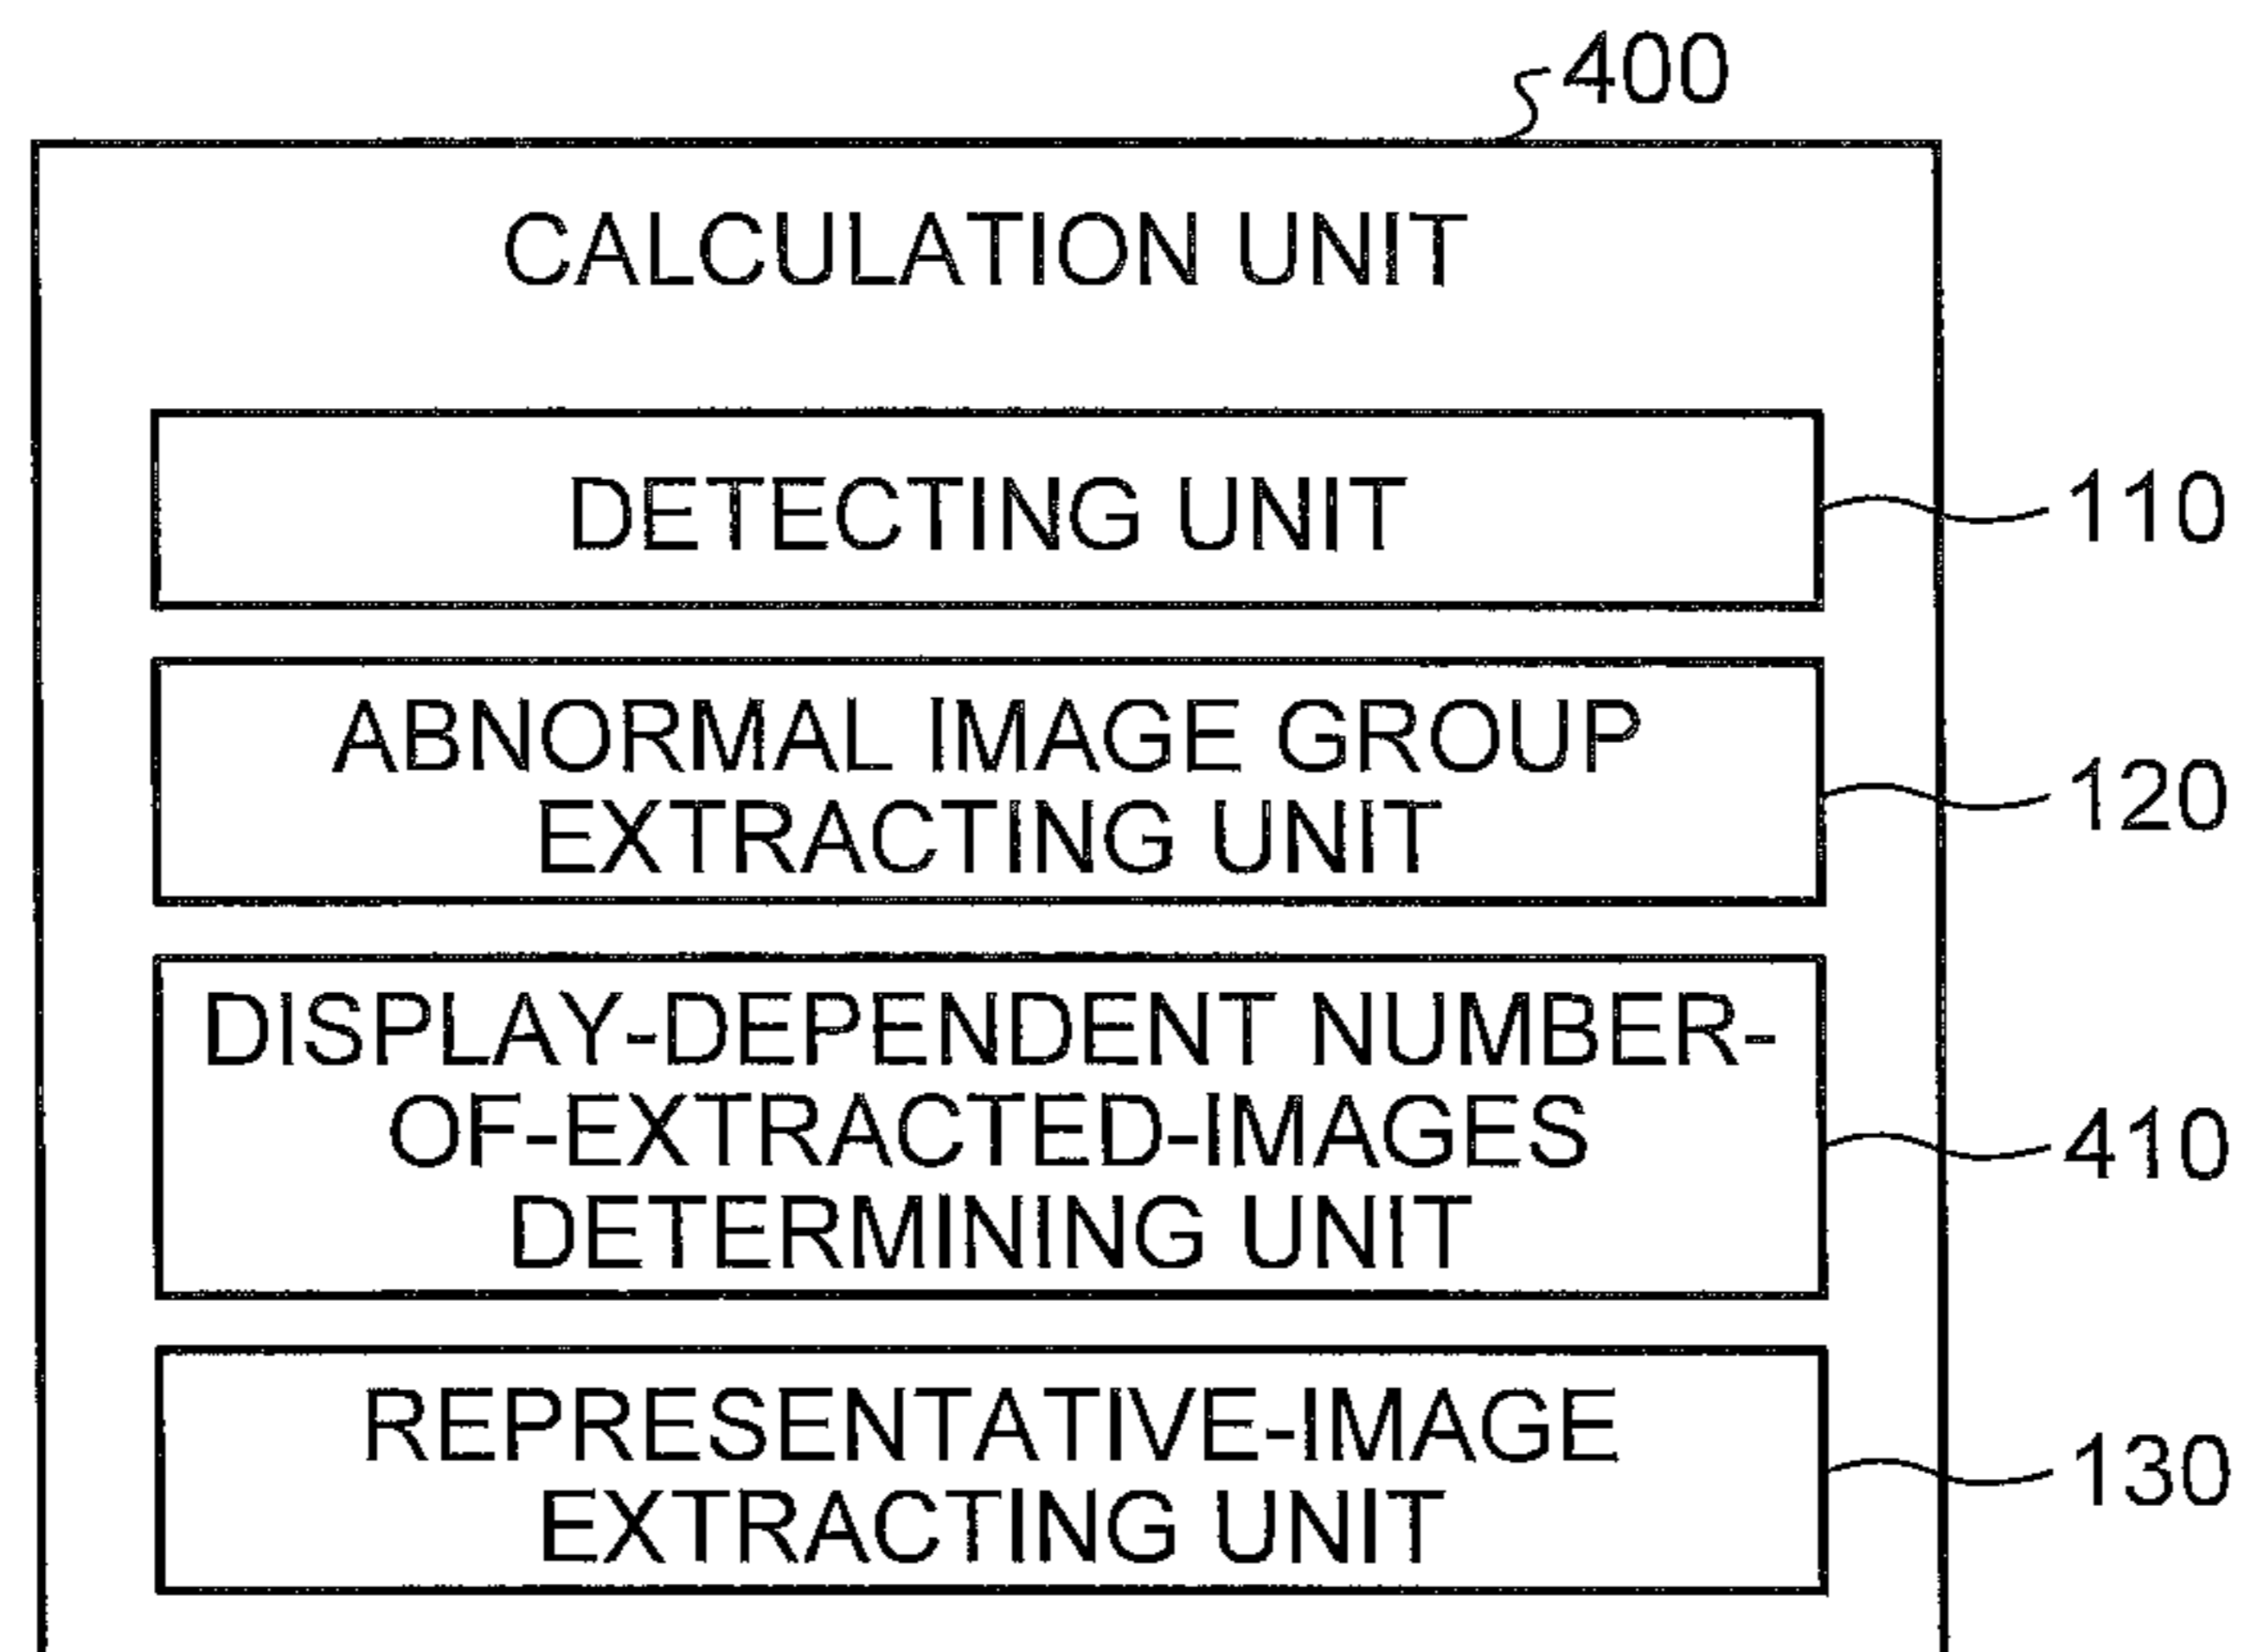 400
CALCULATION UNIT
DETECTING UNIT
110
ABNORMAL IMAGE GROUP
EXTRACTING UNIT
120
DISPLAY-DEPENDENT NUMBER-
OF-EXTRACTED-IMAGES
DETERMINING UNIT
410
REPRESENTATIVE-IMAGE
EXTRACTING UNIT
130